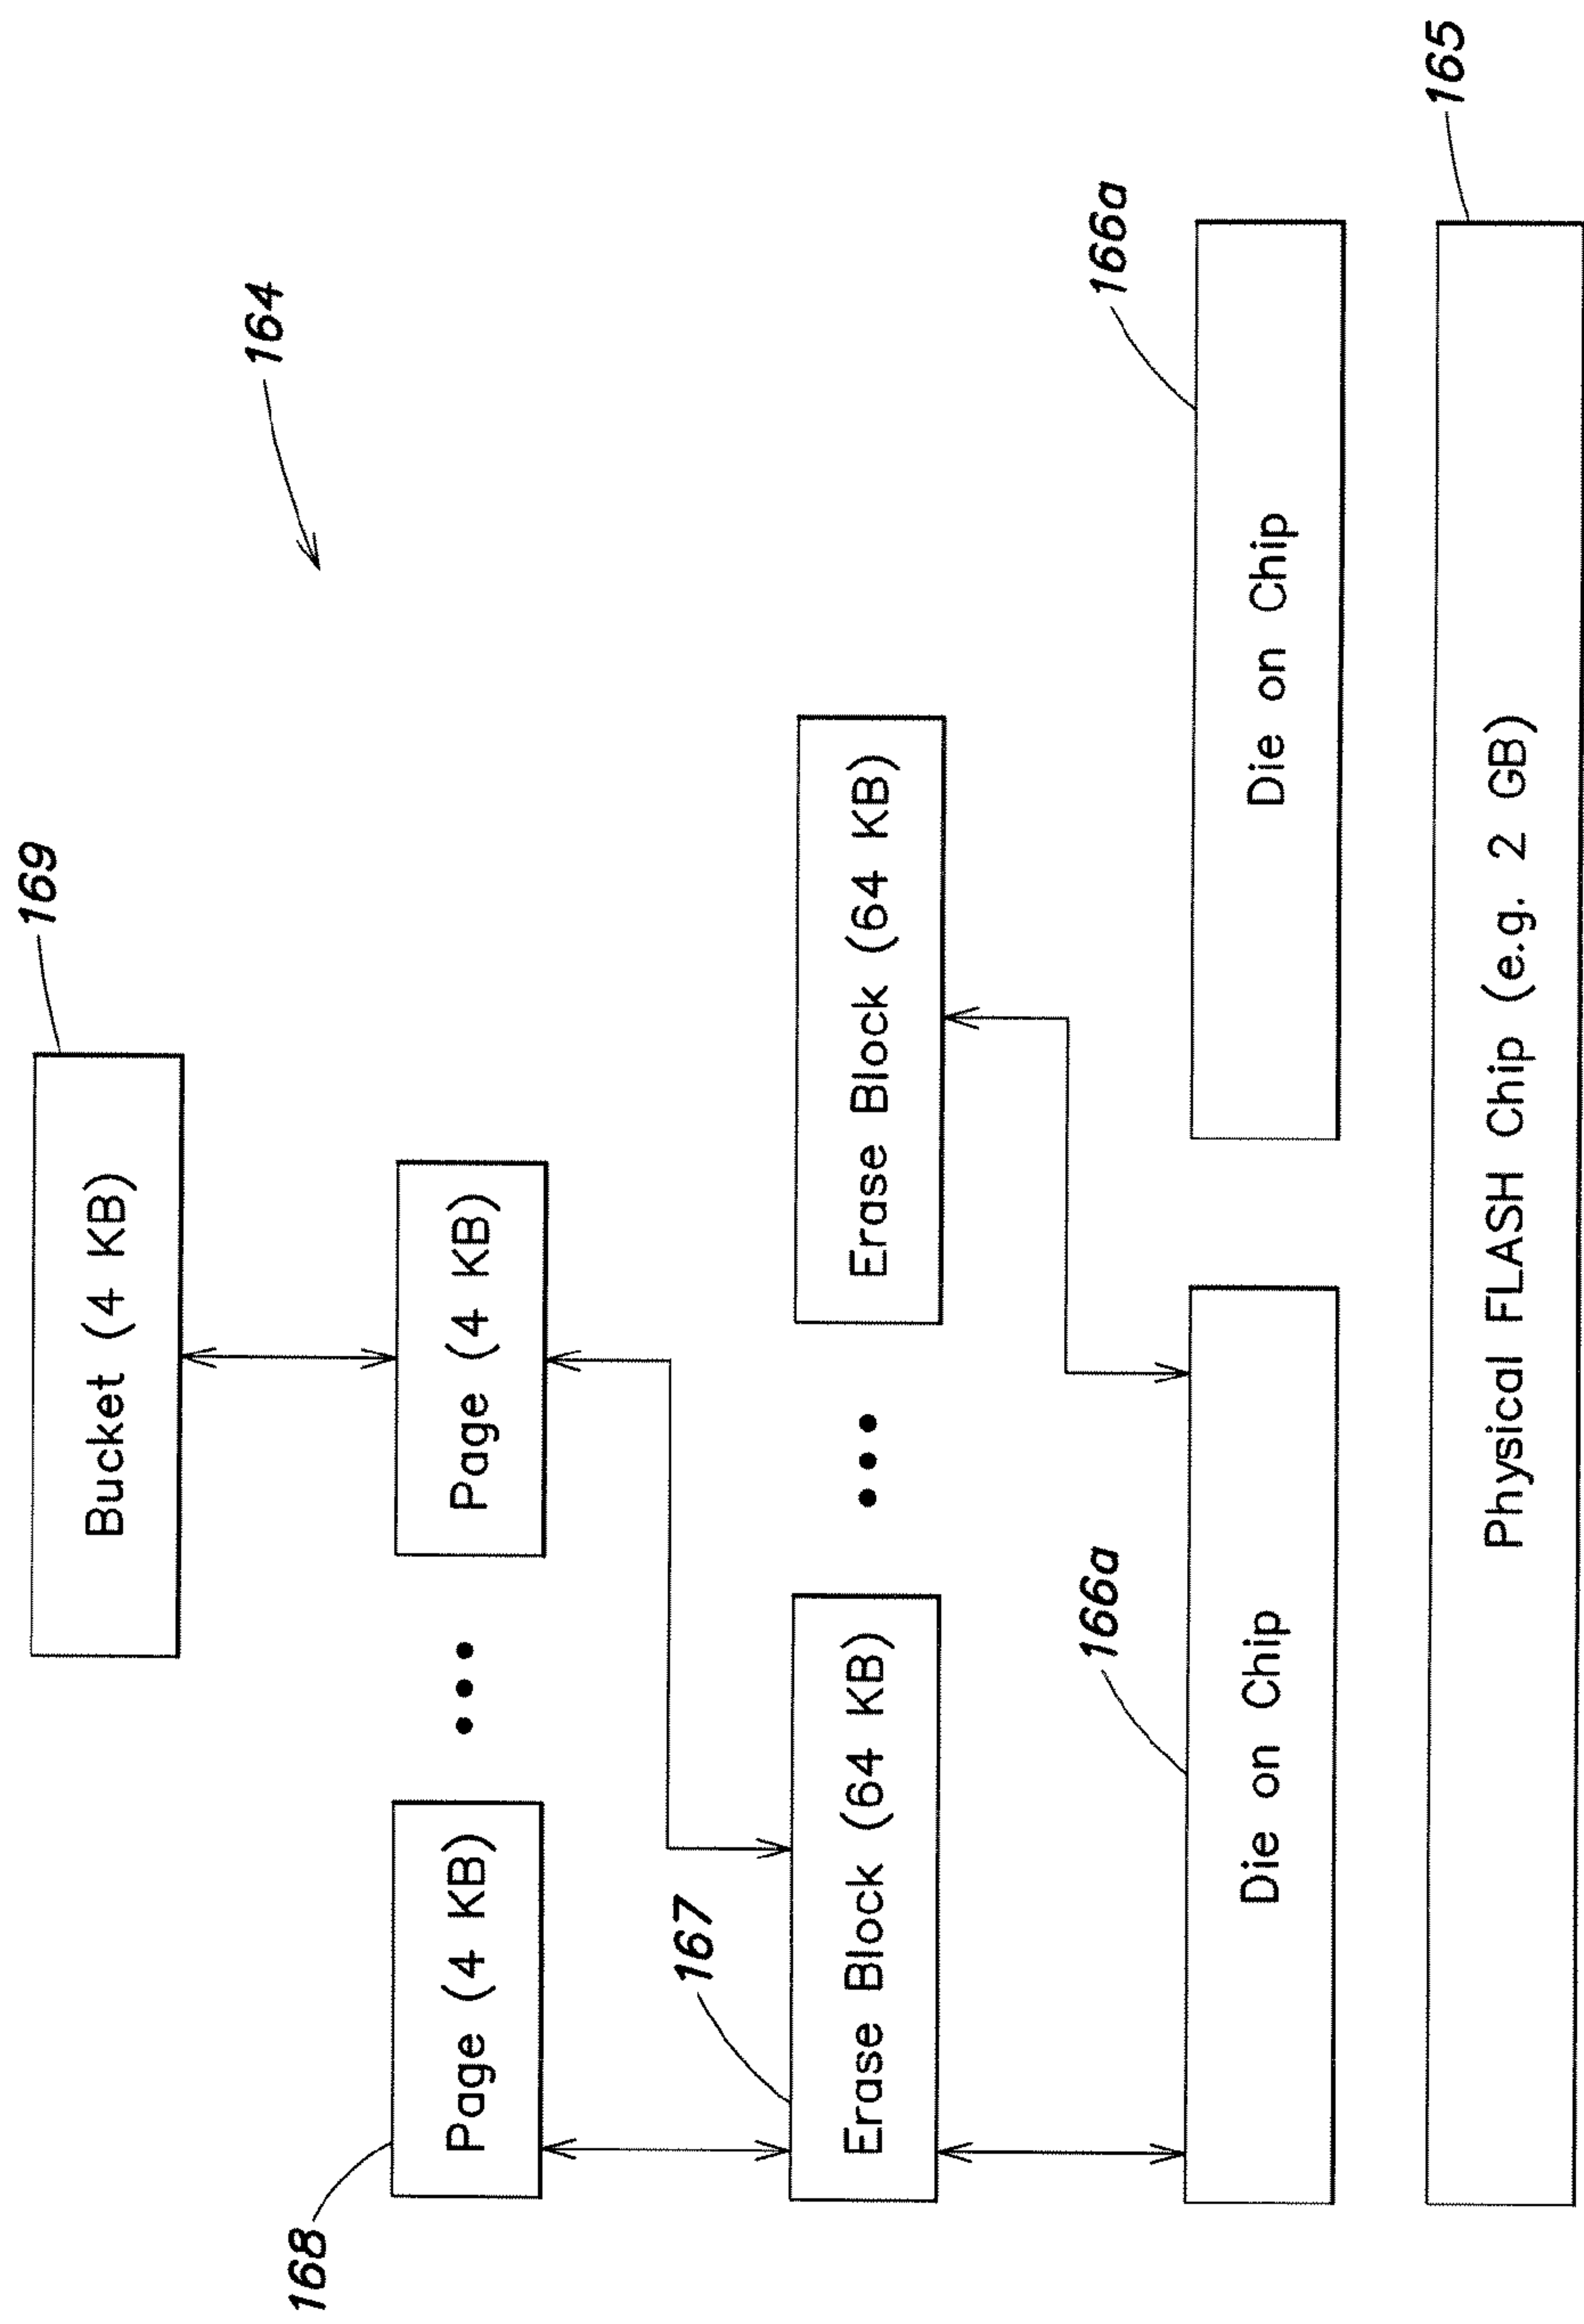 169
Bucket (4 KB)
164
168
Page (4 KB)
Page (4 KB)
167
Erase Block (64 KB)
Erase Block (64 KB)
166a
166a
Die on Chip
Die on Chip
165
Physical FLASH Chip (e.g. 2 GB)